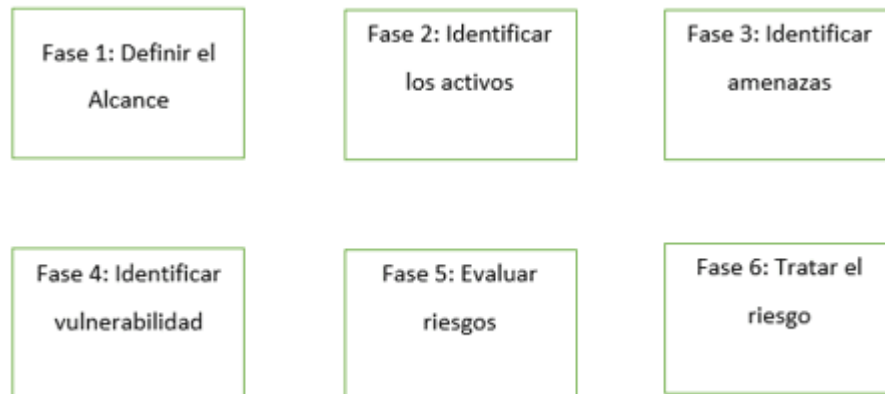 Fase 1: Definir el
Alcance
Fase 2: Identificar
los activos
Fase 3: Identificar
amenazas
Fase 4: Identificar
vulnerabilidad
Fase 5: Evaluar
riesgos
Fase 6: Tratar el
riesgo